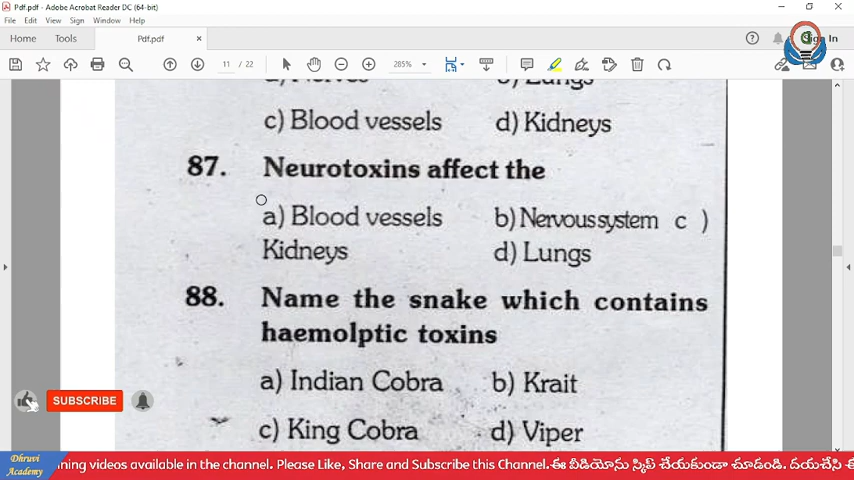 Pdf.pdf - Adobe Acrobat Reader DC (64-bit)
File Edit View Sign Window Help
Home Tools Pdf.pdf × Sign In
11 / 22 285%
c) Blood vessels d) Kidneys
87. Neurotoxins affect the
a) Blood vessels b) Nervous system c )
Kidneys d) Lungs
88. Name the snake which contains
haemolptic toxins
a) Indian Cobra b) Krait
c) King Cobra d) Viper
SUBSCRIBE
Dhruvi
Academy
ning videos available in the channel. Please Like, Share and Subscribe this Channel. ఈ వీడియోను స్కిప్ చేయకుండా చూడండి. దయచేసి ఈ